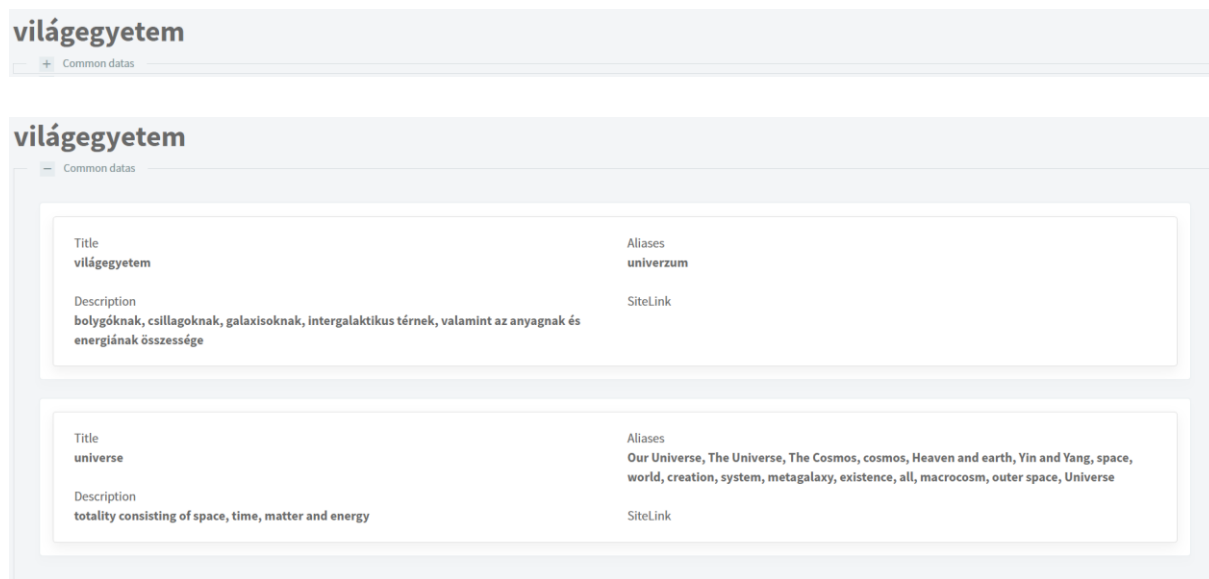 világegyetem
+ Common datas
világegyetem
− Common datas
Title
világegyetem
Aliases
univerzum
Description
bolygóknak, csillagoknak, galaxisoknak, intergalaktikus térnek, valamint az anyagnak és
energiának összessége
SiteLink
Title
universe
Aliases
Our Universe, The Universe, The Cosmos, cosmos, Heaven and earth, Yin and Yang, space,
world, creation, system, metagalaxy, existence, all, macrocosm, outer space, Universe
Description
totality consisting of space, time, matter and energy
SiteLink